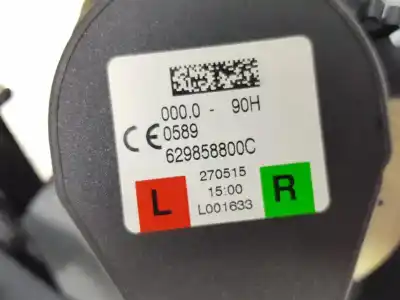 000.0 - 90H
CE 0589
629858800C
270515
L 15:00 R
L001633